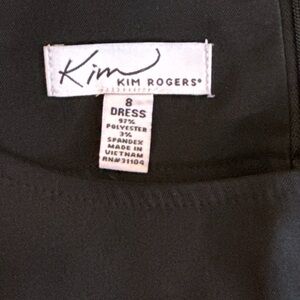 Kim
KIM ROGERS®
8
DRESS
97%
POLYESTER
3%
SPANDEX
MADE IN
VIETNAM
RN#31104